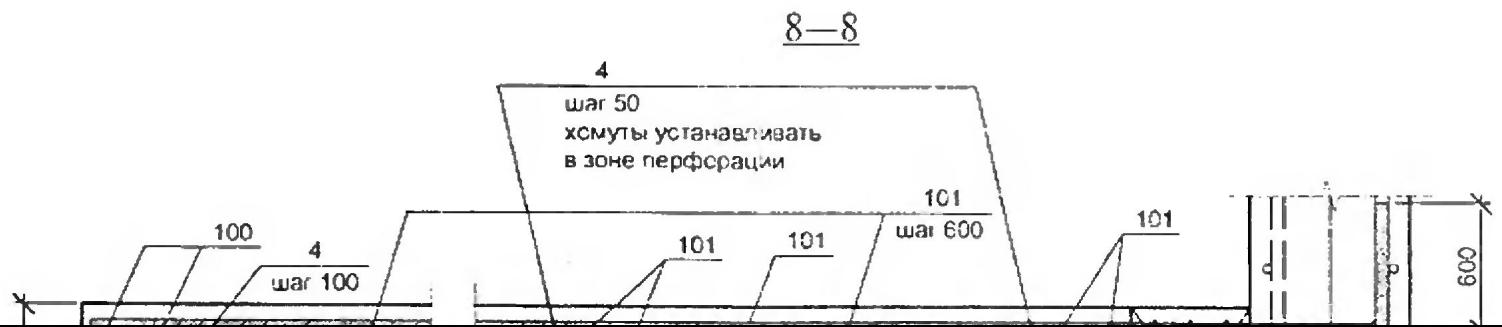 8—8
4
шаг 50
хомуты устанавливать
в зоне перфорации
101
шаг 600
101
100
4
шаг 100
101
101
600